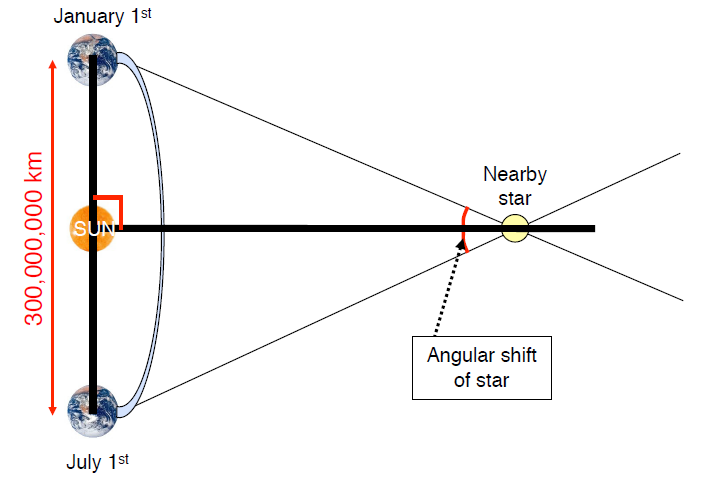 January 1st
300,000,000 km
SUN
Nearby
star
Angular shift
of star
July 1st